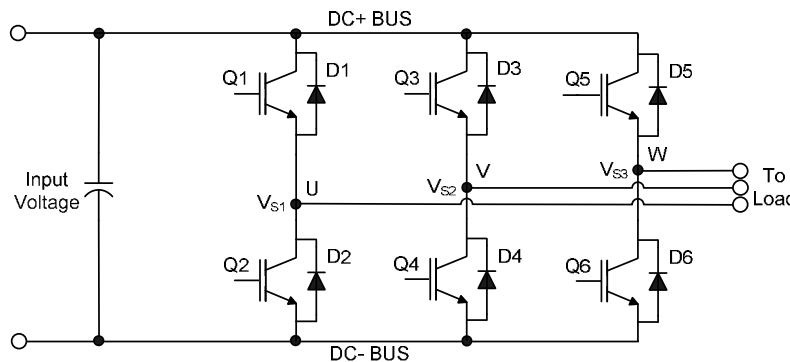 DC+ BUS
Q1
D1
Q3
D3
Q5
D5
Input
Voltage
VS1
U
VS2
V
VS3
W
To
Load
Q2
D2
Q4
D4
Q6
D6
DC- BUS